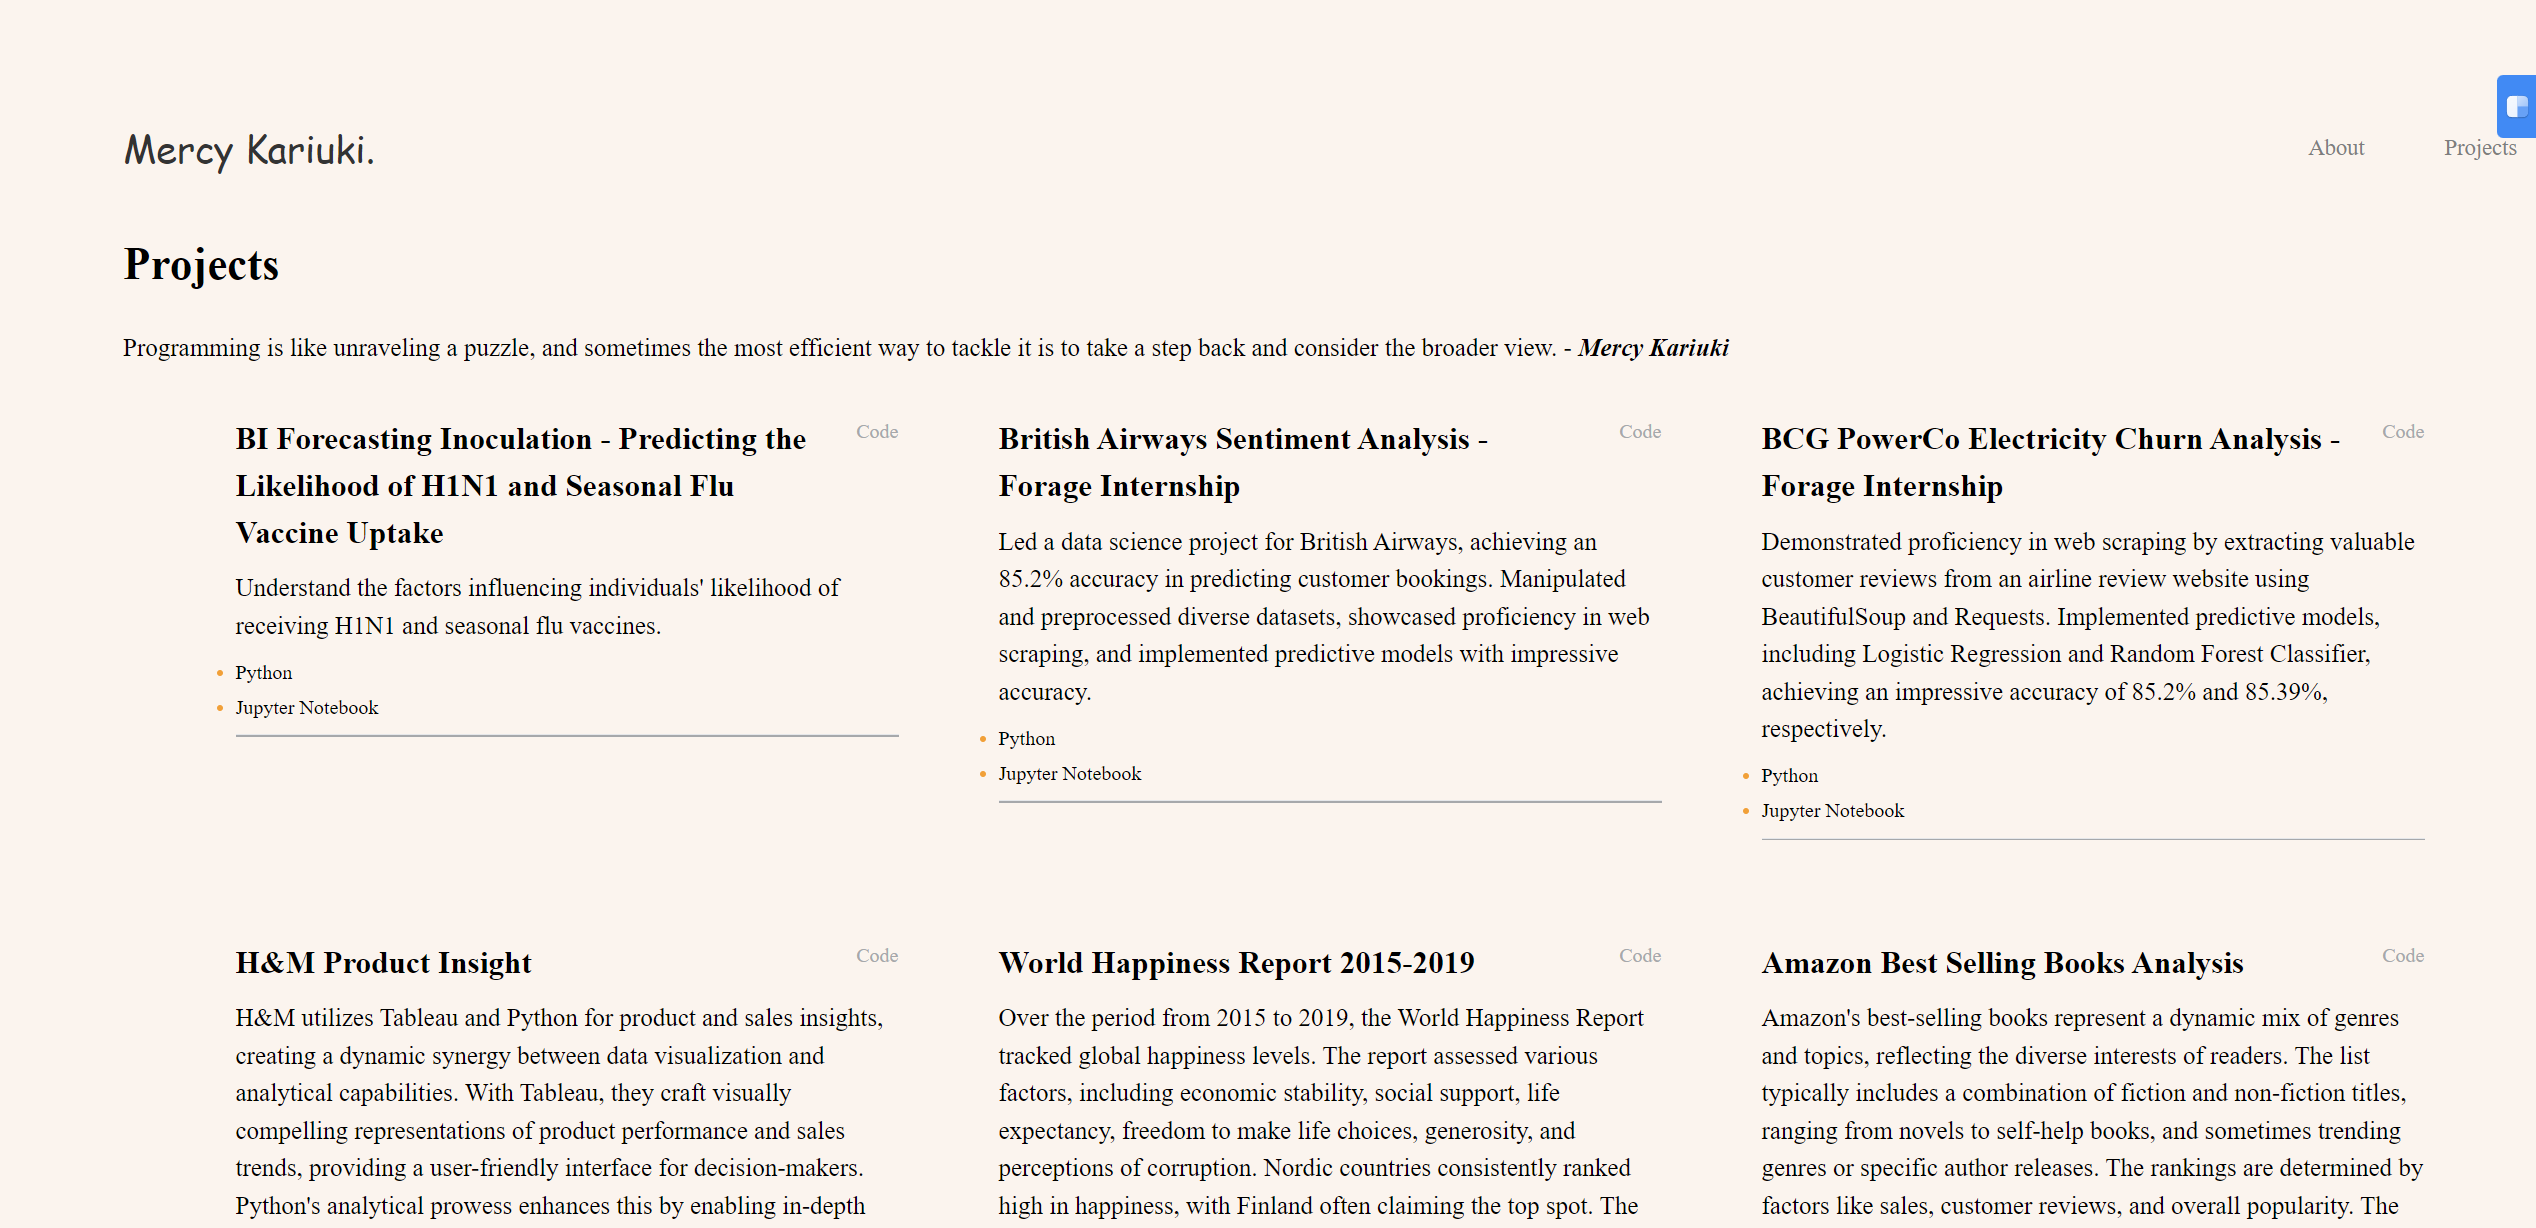 Mercy Kariuki.
About
Projects
Projects
Programming is like unraveling a puzzle, and sometimes the most efficient way to tackle it is to take a step back and consider the broader view. - Mercy Kariuki
BI Forecasting Inoculation - Predicting the
Likelihood of H1N1 and Seasonal Flu
Vaccine Uptake
Code
Understand the factors influencing individuals' likelihood of
receiving H1N1 and seasonal flu vaccines.
Python
Jupyter Notebook
British Airways Sentiment Analysis -
Forage Internship
Code
Led a data science project for British Airways, achieving an
85.2% accuracy in predicting customer bookings. Manipulated
and preprocessed diverse datasets, showcased proficiency in web
scraping, and implemented predictive models with impressive
accuracy.
Python
Jupyter Notebook
BCG PowerCo Electricity Churn Analysis -
Forage Internship
Code
Demonstrated proficiency in web scraping by extracting valuable
customer reviews from an airline review website using
BeautifulSoup and Requests. Implemented predictive models,
including Logistic Regression and Random Forest Classifier,
achieving an impressive accuracy of 85.2% and 85.39%,
respectively.
Python
Jupyter Notebook
H&M Product Insight
Code
H&M utilizes Tableau and Python for product and sales insights,
creating a dynamic synergy between data visualization and
analytical capabilities. With Tableau, they craft visually
compelling representations of product performance and sales
trends, providing a user-friendly interface for decision-makers.
Python's analytical prowess enhances this by enabling in-depth
World Happiness Report 2015-2019
Code
Over the period from 2015 to 2019, the World Happiness Report
tracked global happiness levels. The report assessed various
factors, including economic stability, social support, life
expectancy, freedom to make life choices, generosity, and
perceptions of corruption. Nordic countries consistently ranked
high in happiness, with Finland often claiming the top spot. The
Amazon Best Selling Books Analysis
Code
Amazon's best-selling books represent a dynamic mix of genres
and topics, reflecting the diverse interests of readers. The list
typically includes a combination of fiction and non-fiction titles,
ranging from novels to self-help books, and sometimes trending
genres or specific author releases. The rankings are determined by
factors like sales, customer reviews, and overall popularity. The